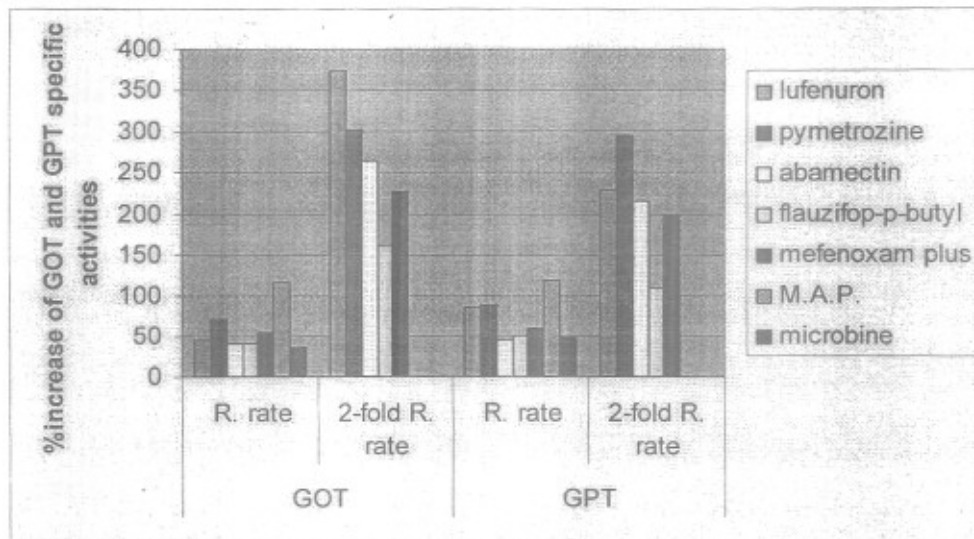 %increase of GOT and GPT specific
activities
400
350
300
250
200
150
100
50
0
R. rate
2-fold R.
rate
R. rate
2-fold R.
rate
GOT
GPT
lufenuron
pymetrozine
abamectin
flauzifop-p-butyl
mefenoxam plus
M.A.P.
microbine